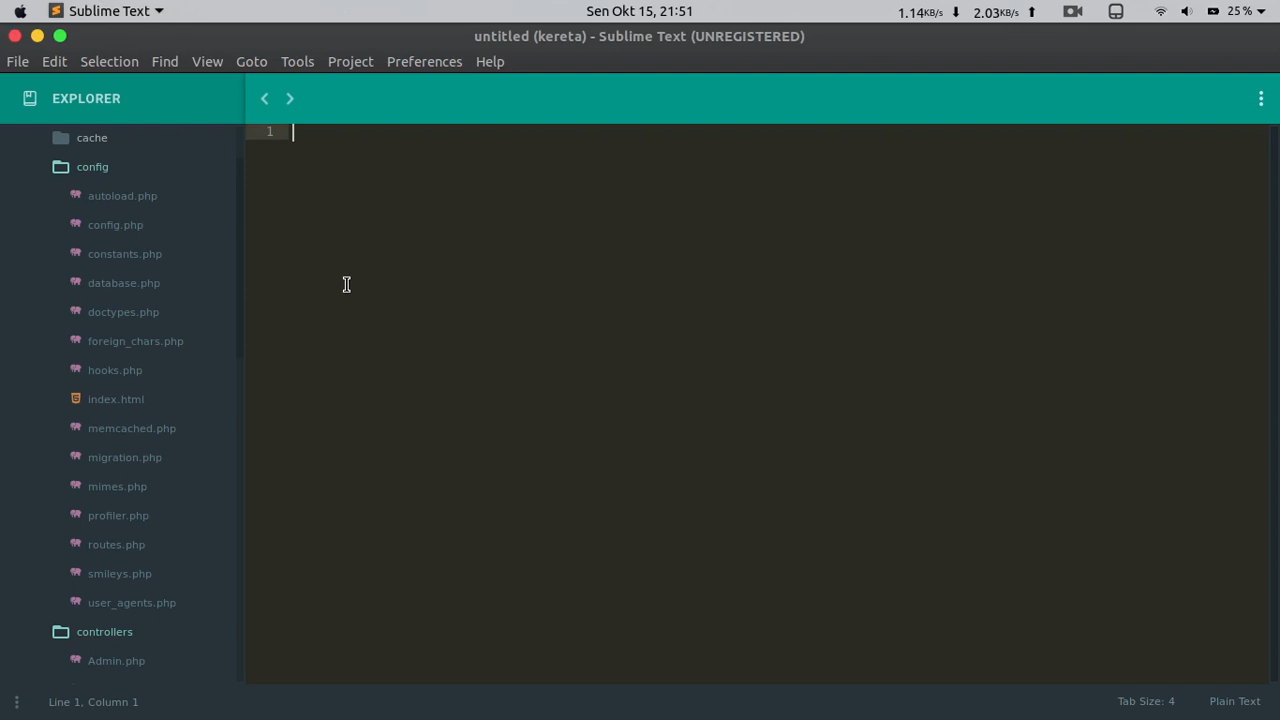 Sublime Text
Sen Okt 15, 21:51
1.14KB/s
2.03KB/s
25%
untitled (kereta) - Sublime Text (UNREGISTERED)
File Edit Selection Find View Goto Tools Project Preferences Help
EXPLORER
1
cache
config
autoload.php
config.php
constants.php
database.php
doctypes.php
foreign_chars.php
hooks.php
index.html
memcached.php
migration.php
mimes.php
profiler.php
routes.php
smileys.php
user_agents.php
controllers
Admin.php
Line 1, Column 1
Tab Size: 4
Plain Text